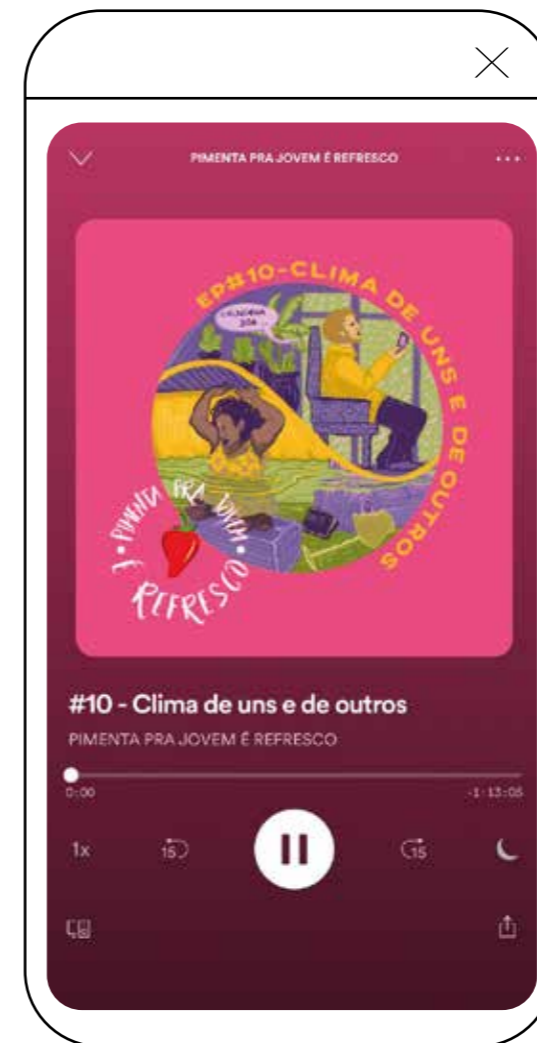 PIMENTA PRA JOVEM É REFRESCO
EP#10-CLIMA DE UNS E DE OUTROS
• PIMENTA PRA JOVEM •
É REFRESCO
#10 - Clima de uns e de outros
PIMENTA PRA JOVEM É REFRESCO
0:00
-1:13:05
1x
15
15